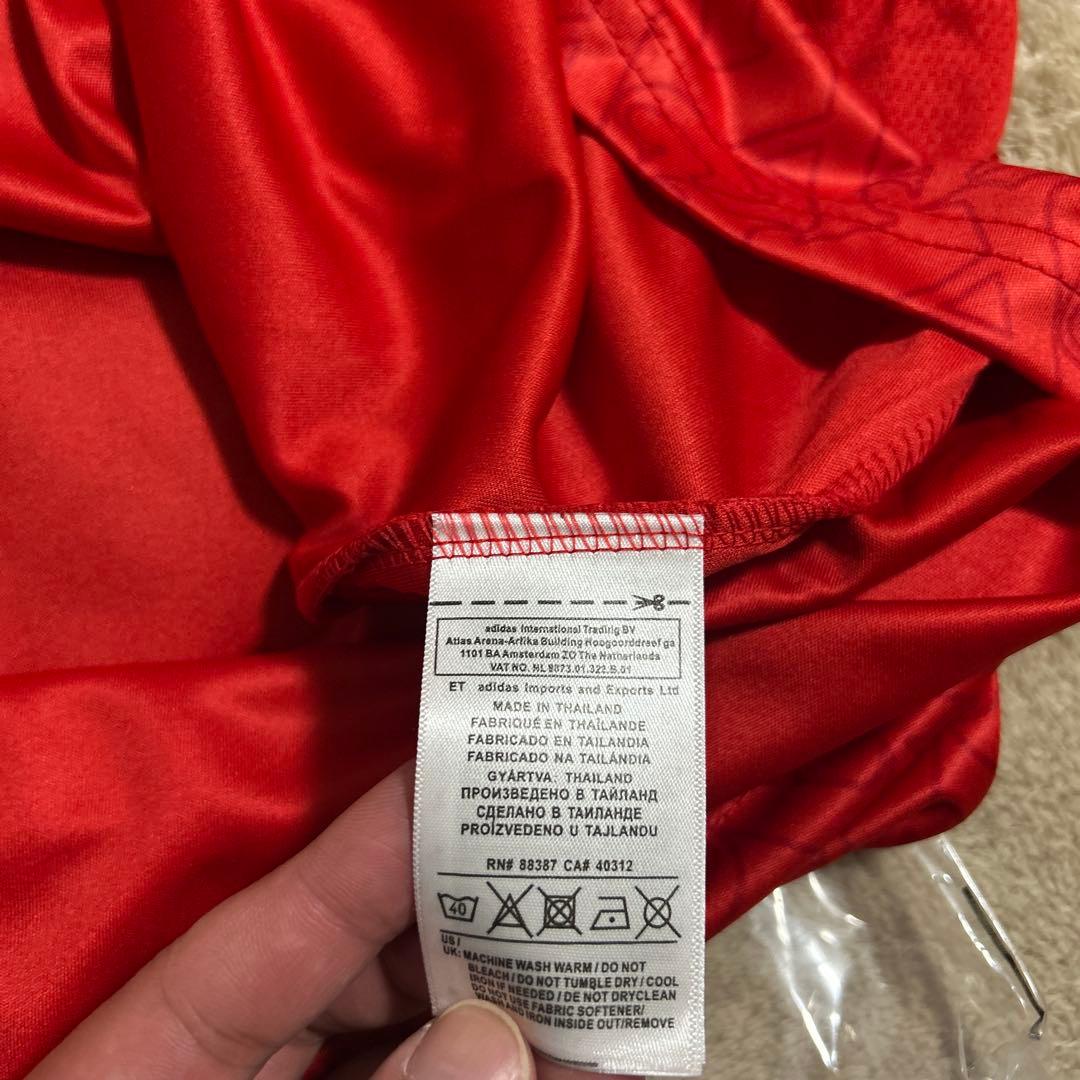 adidas International Trading BV
Atlas Arena-Arfika Building Hoogoorddreef ga
1101 BA Amsterdam ZO The Netherlands
VAT NO. NL 8073.01.322.B.01
ET adidas Imports and Exports Ltd
MADE IN THAILAND
FABRIQUÉ EN THAÏLANDE
FABRICADO EN TAILANDIA
FABRICADO NA TAILÂNDIA
GYÁRTVA: THAILAND
ПРОИЗВЕДЕНО В ТАЙЛАНД
СДЕЛАНО В ТАИЛАНДЕ
PROIZVEDENO U TAJLANDU
RN# 88387 CA# 40312
40
US/
UK: MACHINE WASH WARM / DO NOT
BLEACH / DO NOT TUMBLE DRY / COOL
IRON IF NEEDED / DE NOT DRYCLEAN
DO NOT USE FABRIC SOFTENER/
WASH AND IRON INSIDE OUT/REMOVE